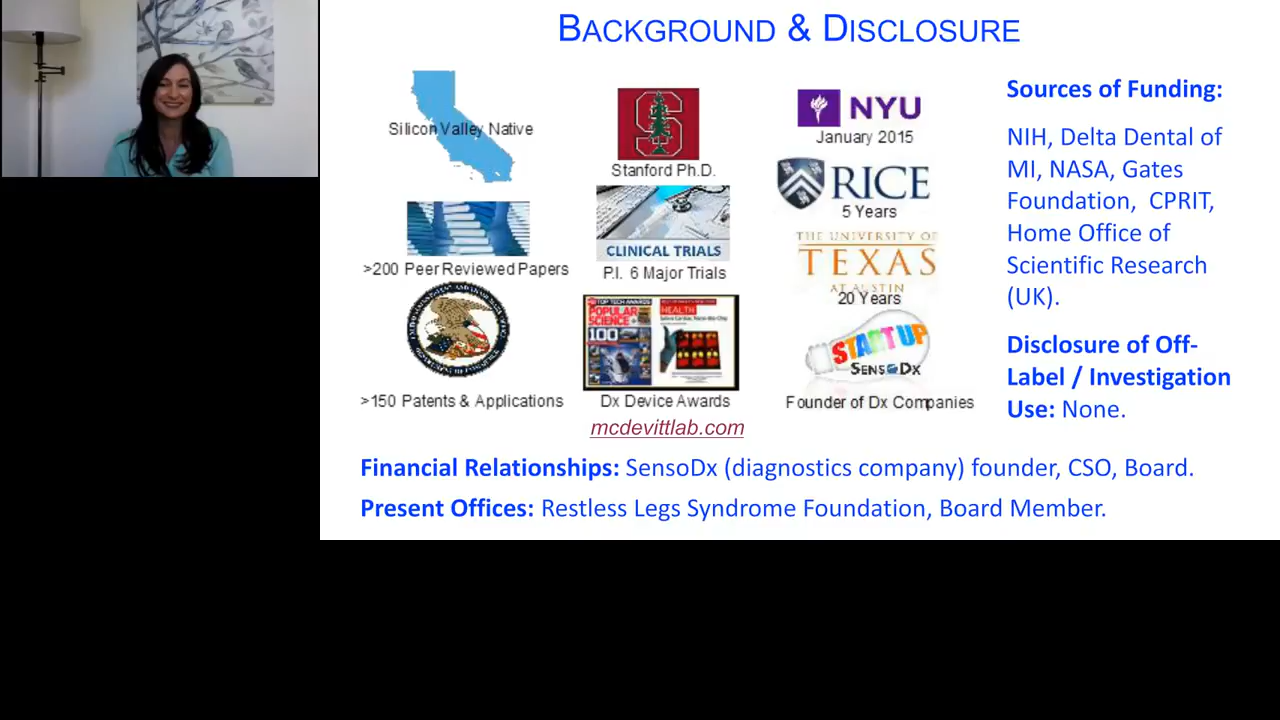 BACKGROUND & DISCLOSURE
Silicon Valley Native
Stanford Ph.D.
NYU
January 2015
RICE
5 Years
>200 Peer Reviewed Papers
CLINICAL TRIALS
P.I. 6 Major Trials
THE UNIVERSITY OF
TEXAS
AT AUSTIN
20 Years
>150 Patents & Applications
TOP TECH AWARDS
POPULAR
SCIENCE
100
HEALTH
Dx Device Awards
mcdevittlab.com
START UP
SENSODX
Founder of Dx Companies
Sources of Funding:
NIH, Delta Dental of
MI, NASA, Gates
Foundation, CPRIT,
Home Office of
Scientific Research
(UK).
Disclosure of Off-
Label / Investigation
Use: None.
Financial Relationships: SensoDx (diagnostics company) founder, CSO, Board.
Present Offices: Restless Legs Syndrome Foundation, Board Member.